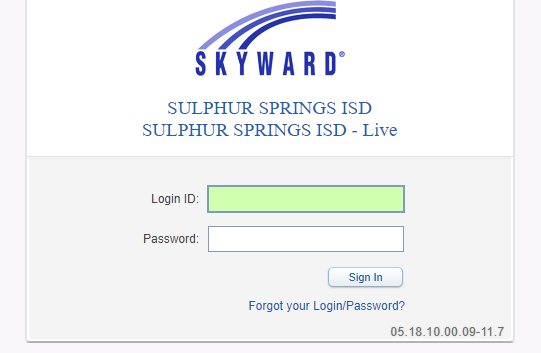 SKYWARD®
SULPHUR SPRINGS ISD
SULPHUR SPRINGS ISD - Live
Login ID:
Password:
Sign In
Forgot your Login/Password?
05.18.10.00.09-11.7